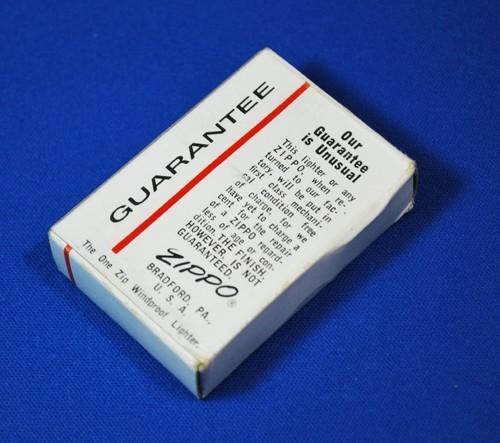 GUARANTEE
Our
Guarantee
is Unusual
This lighter or any
ZIPPO, when re-
turned to our fac-
tory, will be put in
first class mechani-
cal condition free
of charge, for we
have yet to charge a
cent for the repair
of a ZIPPO regard-
less of age or con-
dition. THE FINISH,
HOWEVER, IS NOT
GUARANTEED.
ZIPPO®
BRADFORD, PA.,
U. S. A.
The One Zip Windproof Lighter.